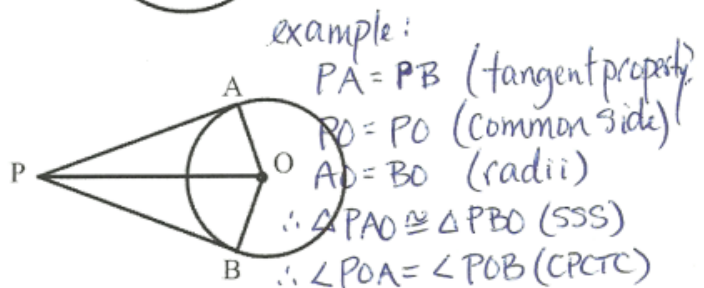 example:
PA = PB (tangent property)
PO = PO (common side)
AO = BO (radii)
∴ △PAO ≅ △PBO (SSS)
∴ ∠POA = ∠POB (CPCTC)
A
P
O
B